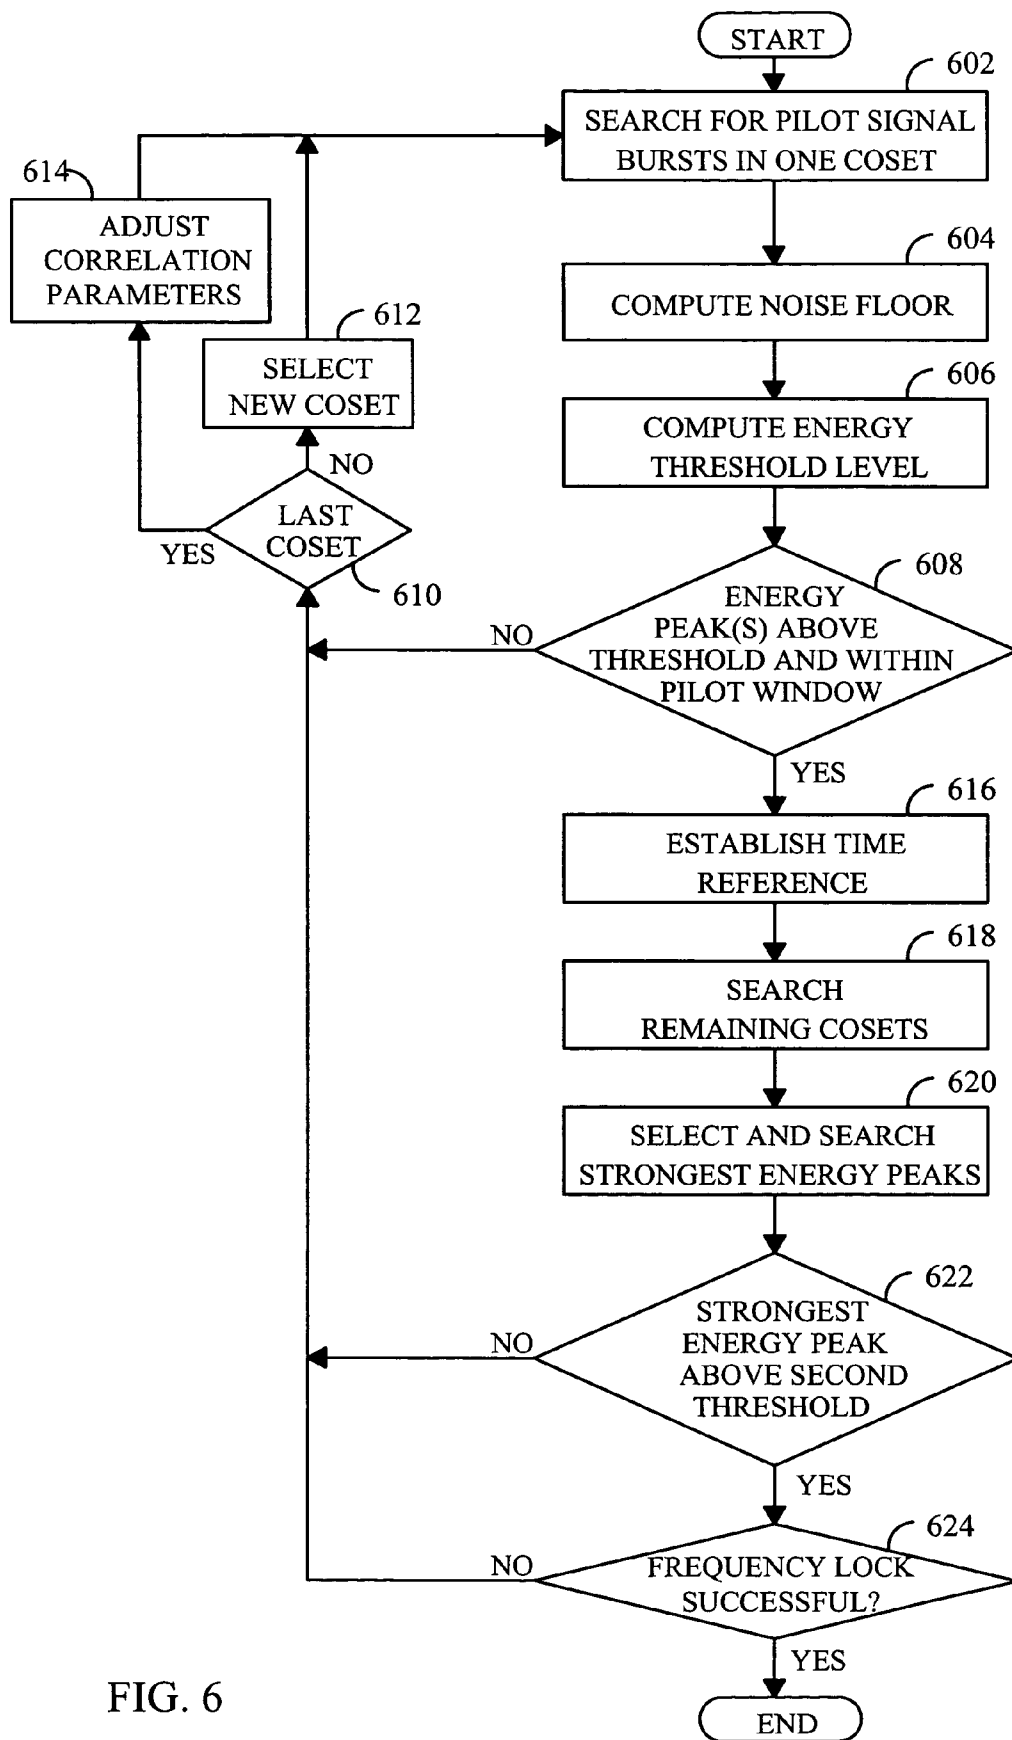 START
602
SEARCH FOR PILOT SIGNAL
BURSTS IN ONE COSET
614
ADJUST
CORRELATION
PARAMETERS
604
COMPUTE NOISE FLOOR
612
SELECT
NEW COSET
606
COMPUTE ENERGY
THRESHOLD LEVEL
NO
LAST
COSET
YES
610
608
ENERGY
PEAK(S) ABOVE
THRESHOLD AND WITHIN
PILOT WINDOW
NO
YES
616
ESTABLISH TIME
REFERENCE
618
SEARCH
REMAINING COSETS
620
SELECT AND SEARCH
STRONGEST ENERGY PEAKS
622
STRONGEST
ENERGY PEAK
ABOVE SECOND
THRESHOLD
NO
YES
624
FREQUENCY LOCK
SUCCESSFUL?
NO
YES
END
FIG. 6